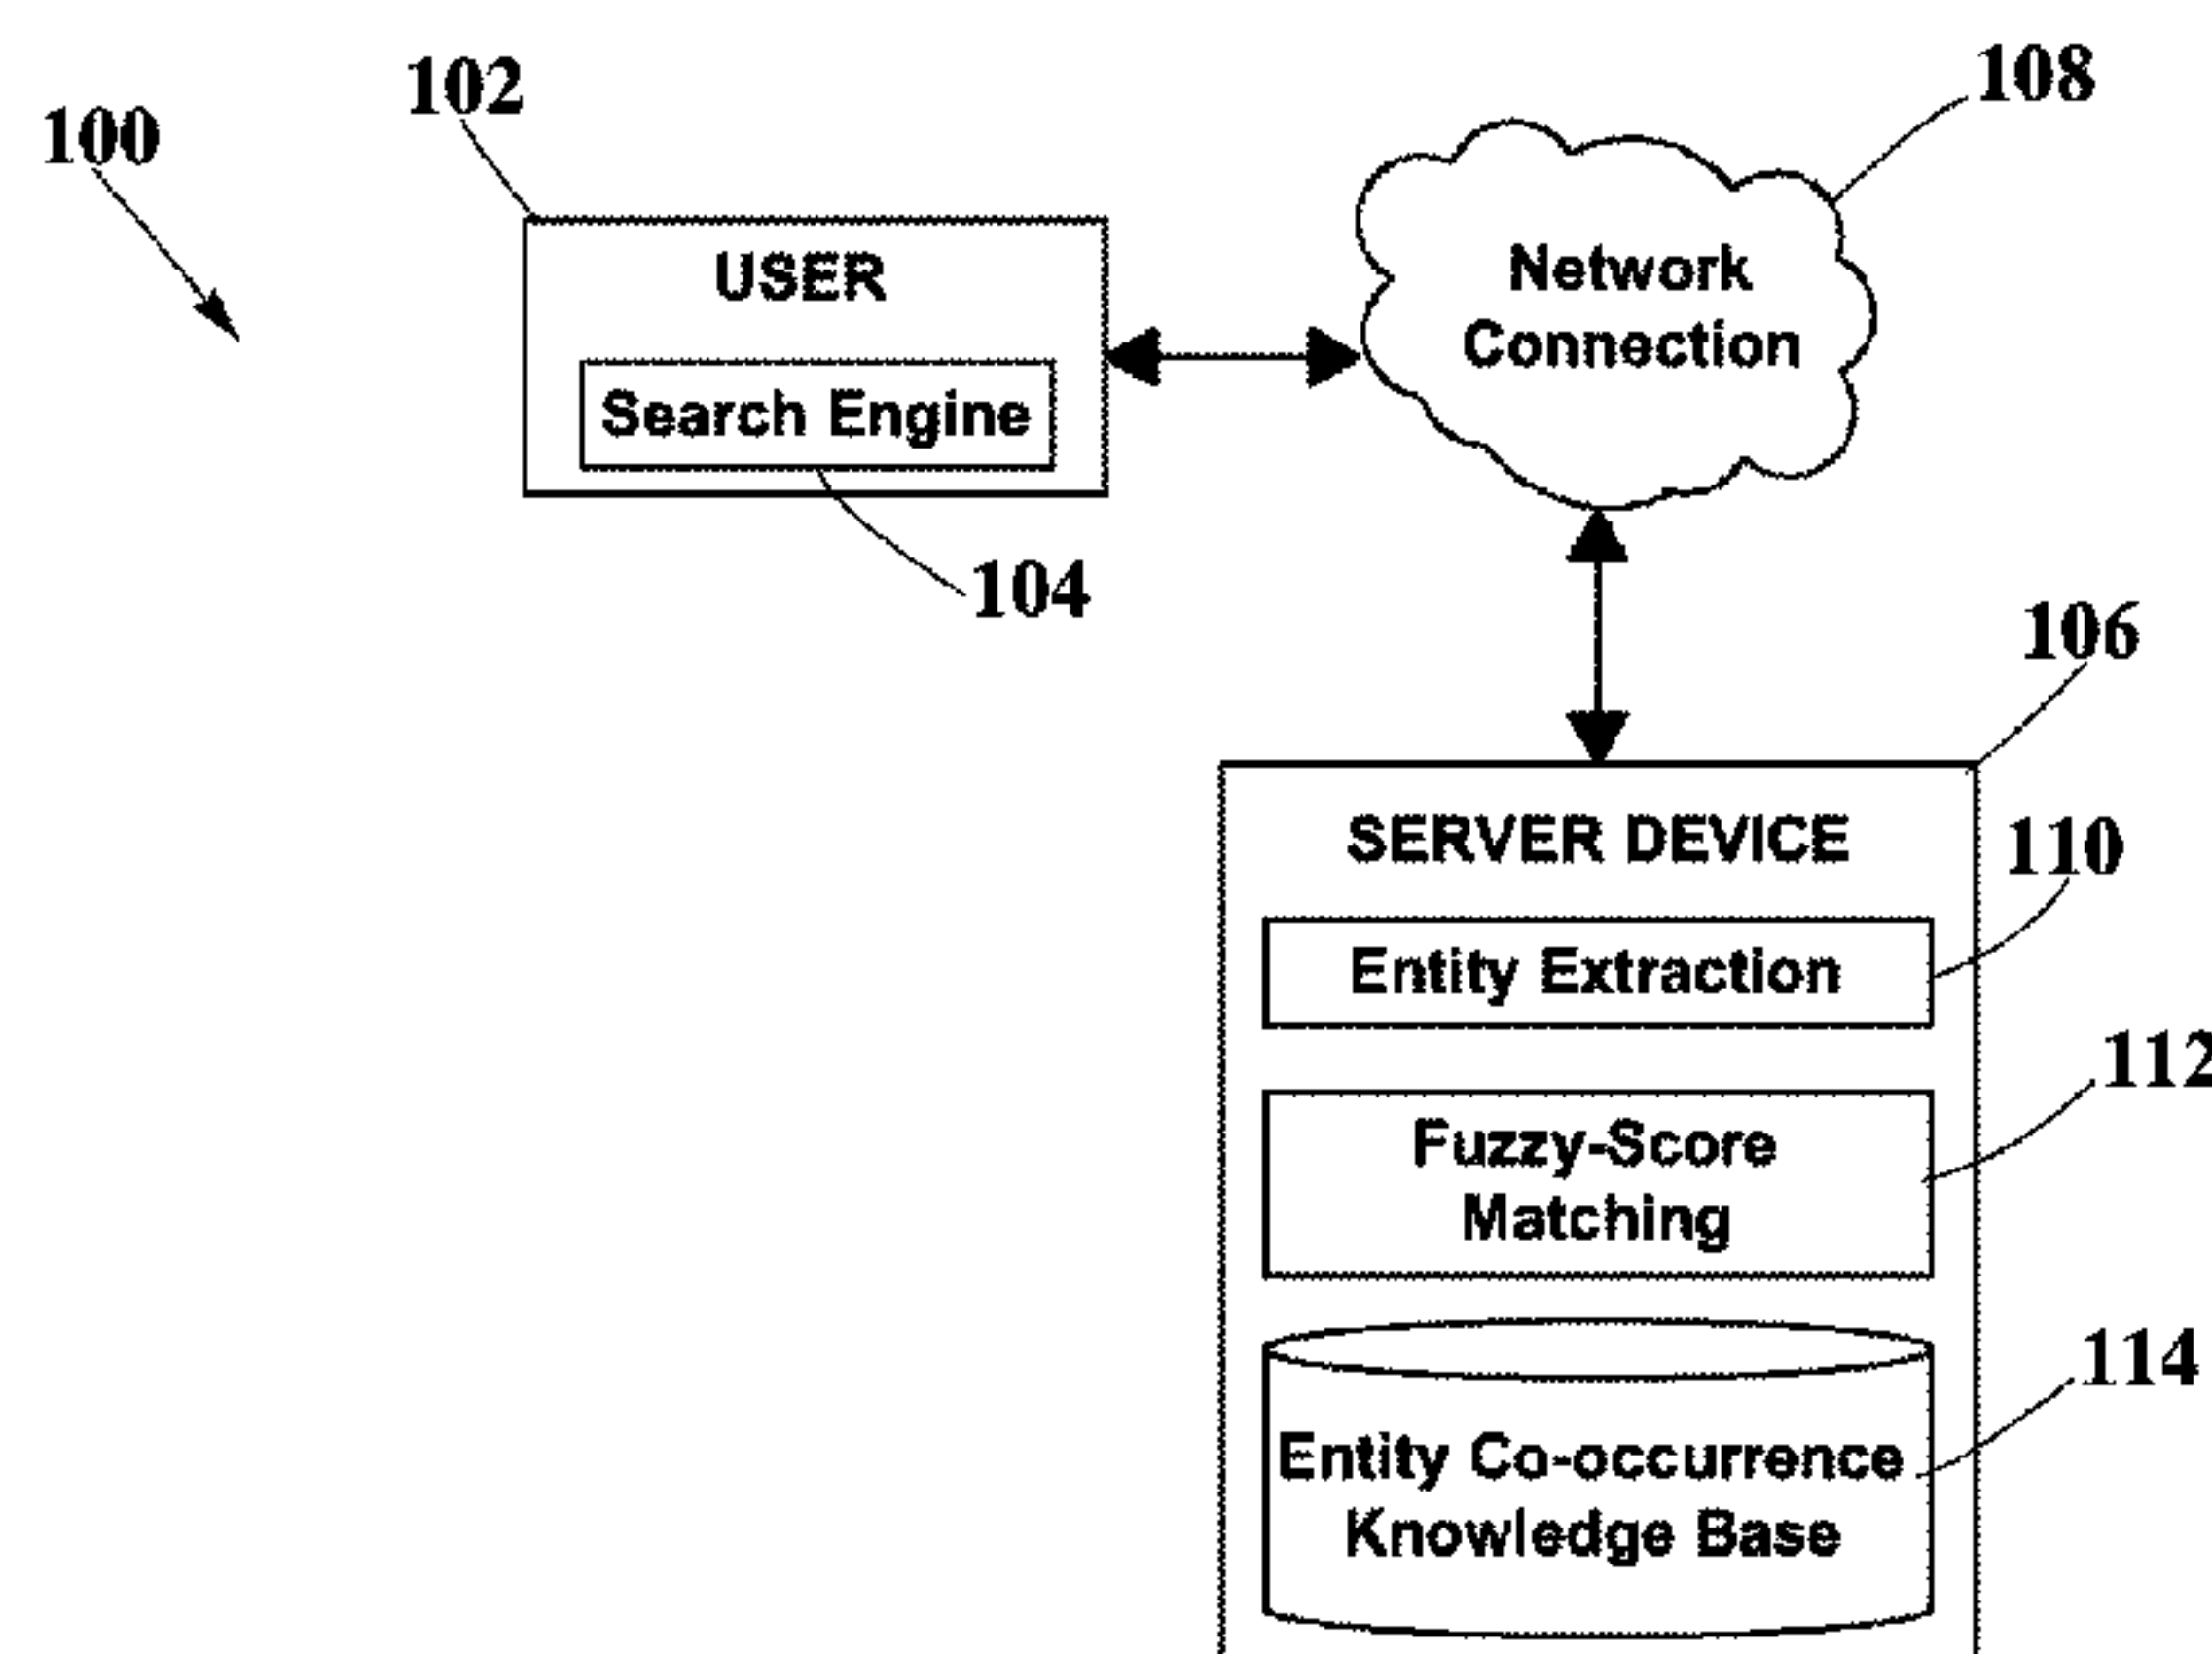 100
102
108
USER
Search Engine
Network
Connection
104
106
SERVER DEVICE
110
Entity Extraction
112
Fuzzy-Score
Matching
114
Entity Co-occurrence
Knowledge Base